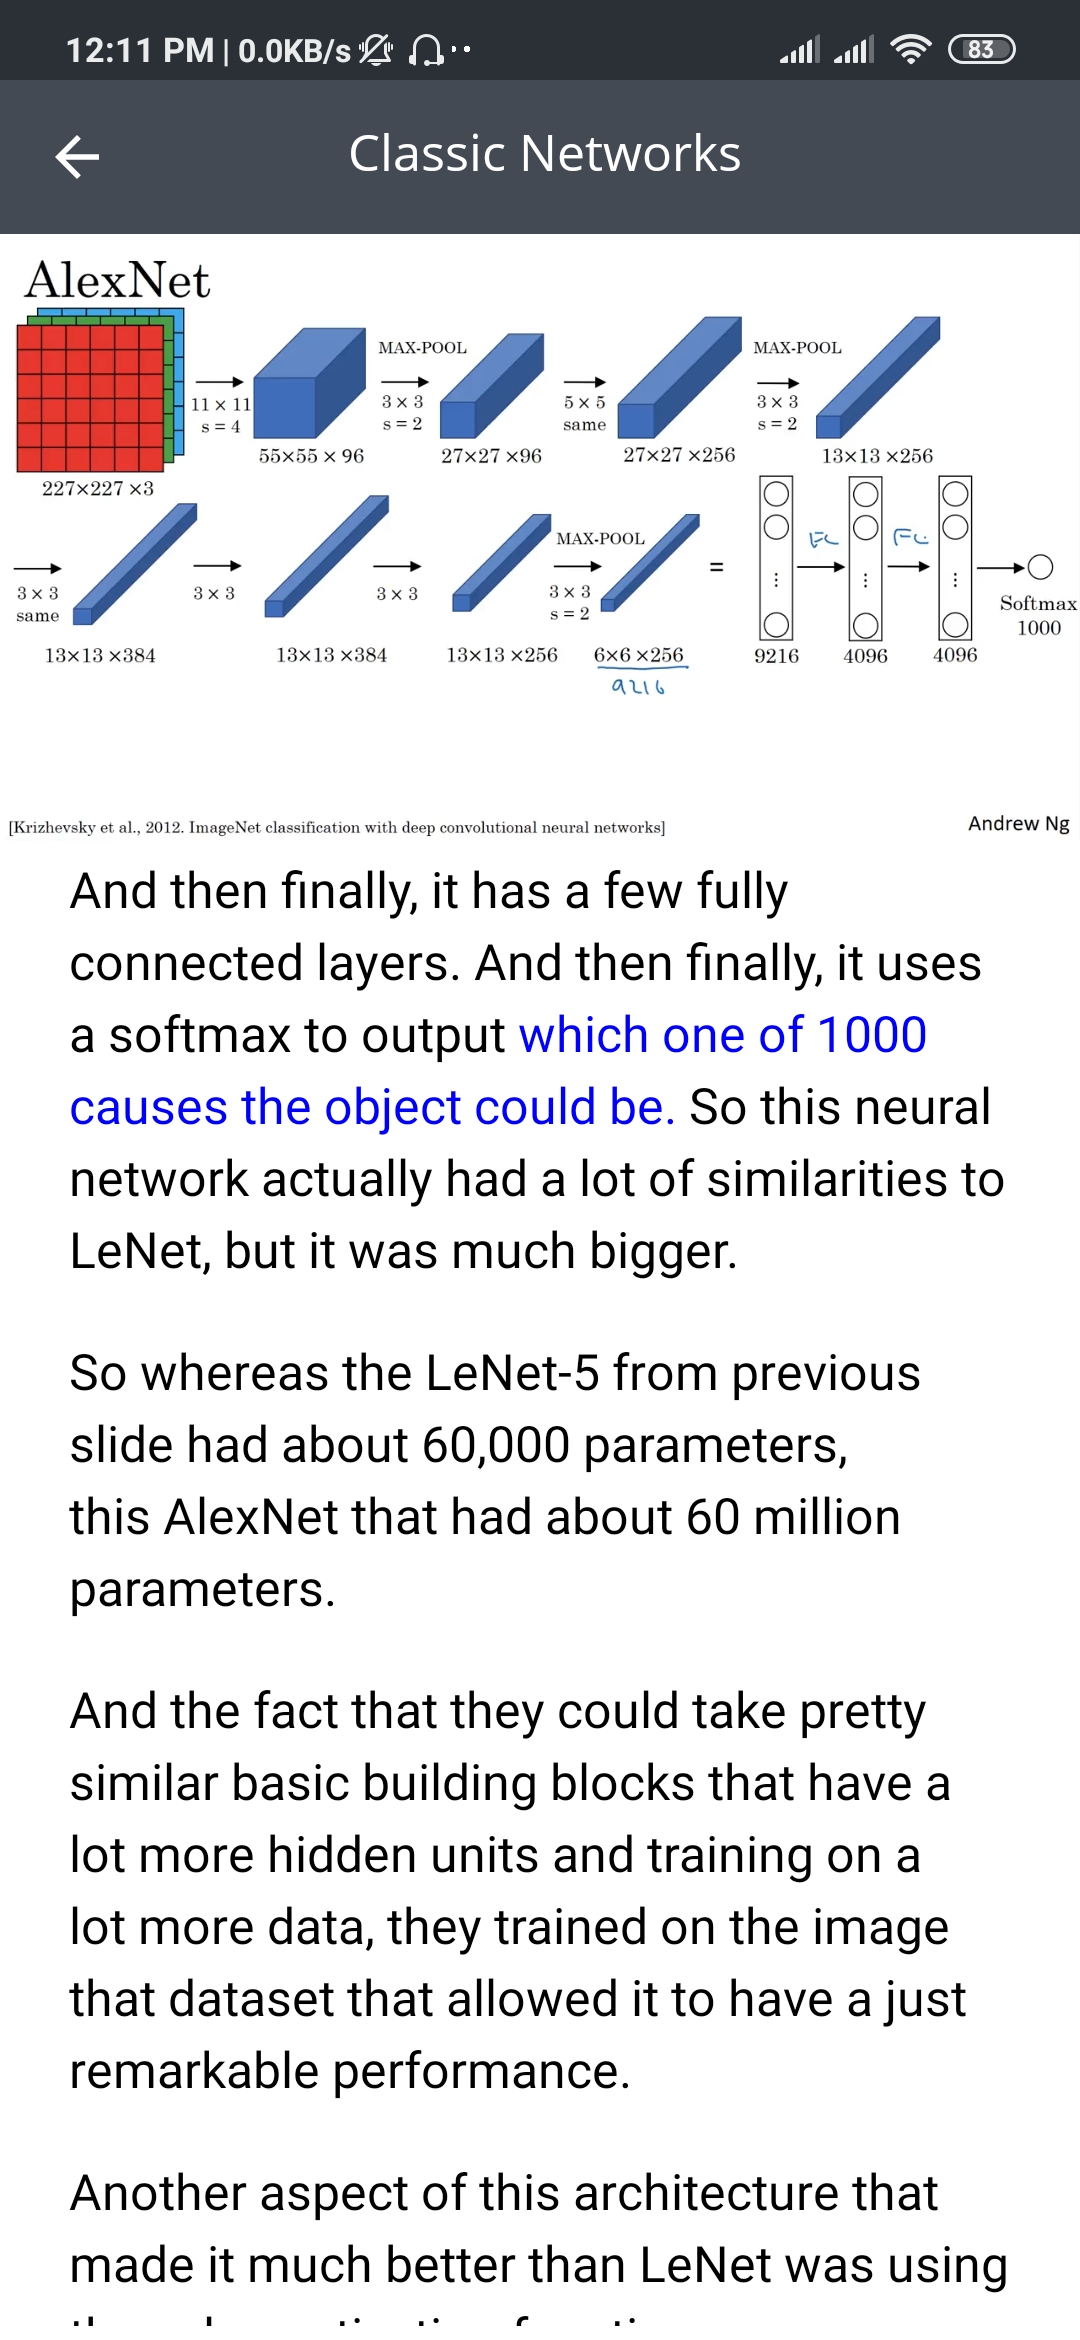 12:11 PM | 0.0KB/s
83
Classic Networks
AlexNet
MAX-POOL
MAX-POOL
11 × 11
s = 4
3 × 3
s = 2
5 × 5
same
3 × 3
s = 2
55×55 × 96
27×27 ×96
27×27 ×256
13×13 ×256
227×227 ×3
3 × 3
same
3 × 3
3 × 3
MAX-POOL
3 × 3
s = 2
=
FC
FC
Softmax
1000
13×13 ×384
13×13 ×384
13×13 ×256
6×6 ×256
9216
4096
4096
9216
[Krizhevsky et al., 2012. ImageNet classification with deep convolutional neural networks]
Andrew Ng
And then finally, it has a few fully
connected layers. And then finally, it uses
a softmax to output which one of 1000
causes the object could be. So this neural
network actually had a lot of similarities to
LeNet, but it was much bigger.
So whereas the LeNet-5 from previous
slide had about 60,000 parameters,
this AlexNet that had about 60 million
parameters.
And the fact that they could take pretty
similar basic building blocks that have a
lot more hidden units and training on a
lot more data, they trained on the image
that dataset that allowed it to have a just
remarkable performance.
Another aspect of this architecture that
made it much better than LeNet was using